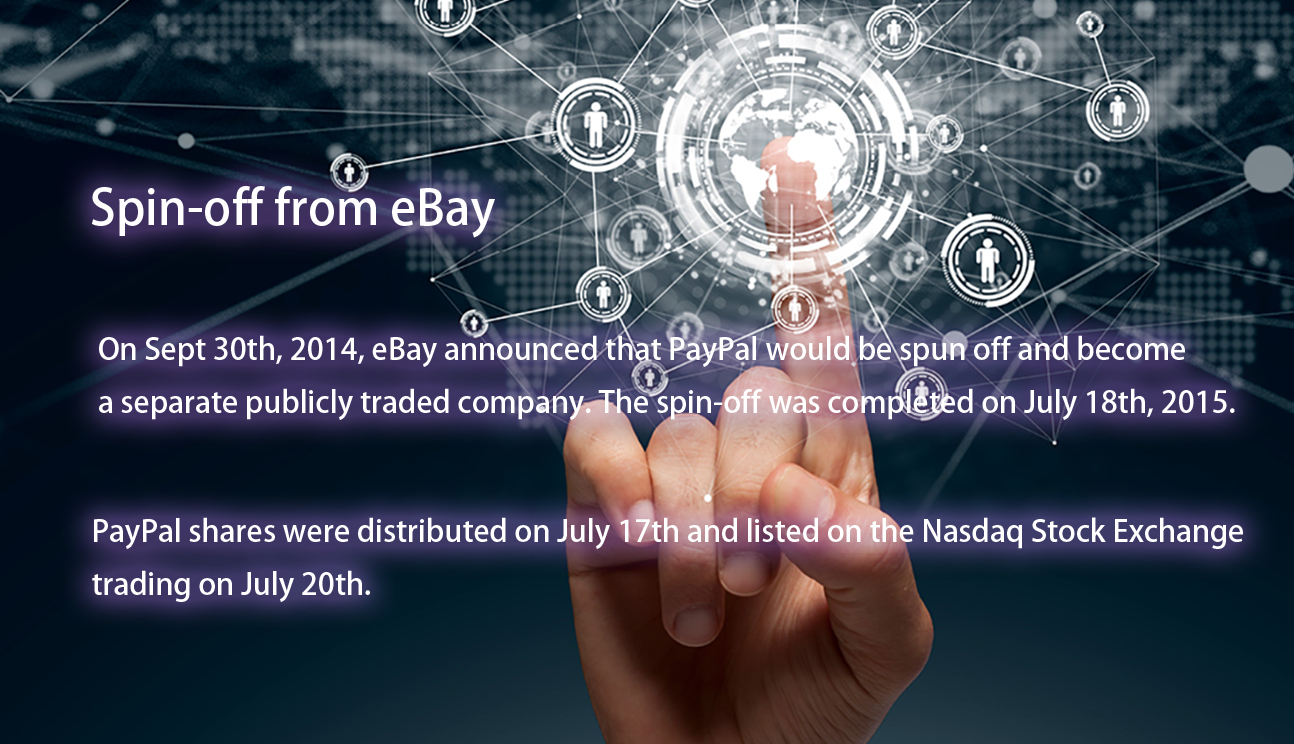 Spin-off from eBay
On Sept 30th, 2014, eBay announced that PayPal would be spun off and become
a separate publicly traded company. The spin-off was completed on July 18th, 2015.
PayPal shares were distributed on July 17th and listed on the Nasdaq Stock Exchange
trading on July 20th.